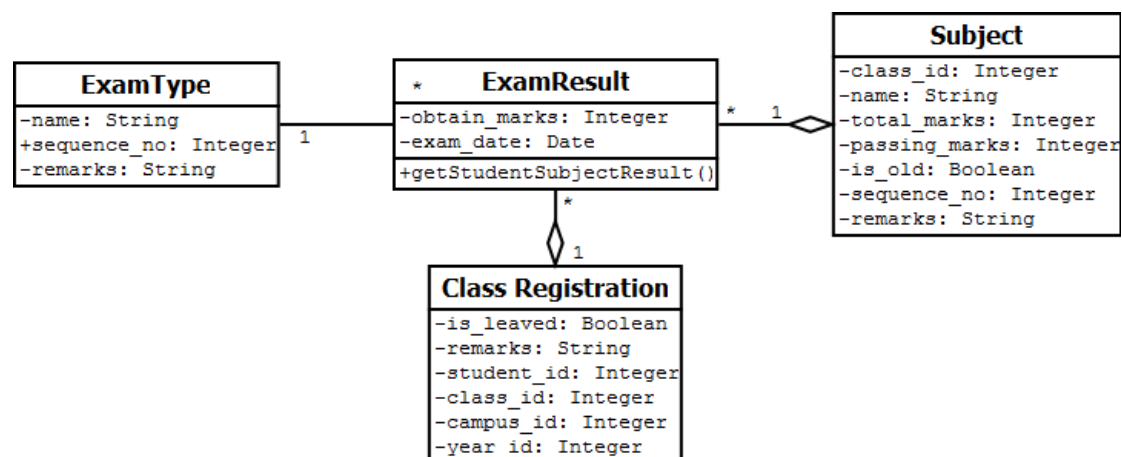 ExamType
-name: String
+sequence_no: Integer
-remarks: String
1
*
ExamResult
-obtain_marks: Integer
-exam_date: Date
+getStudentSubjectResult()
*
1
Subject
-class_id: Integer
-name: String
-total_marks: Integer
-passing_marks: Integer
-is_old: Boolean
-sequence_no: Integer
-remarks: String
*
1
Class Registration
-is_leaved: Boolean
-remarks: String
-student_id: Integer
-class_id: Integer
-campus_id: Integer
-year_id: Integer